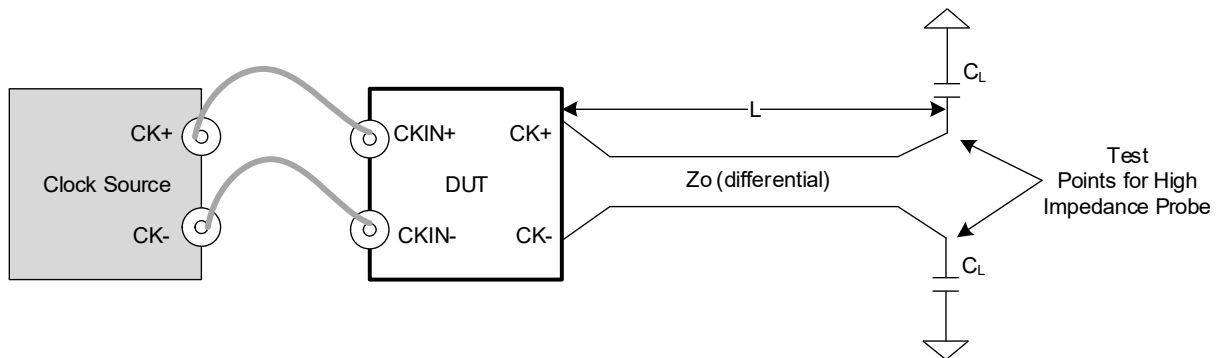 CK+
Clock Source
CK-
CKIN+
DUT
CKIN-
CK+
CK-
L
Zo (differential)
CL
CL
Test
Points for High
Impedance Probe